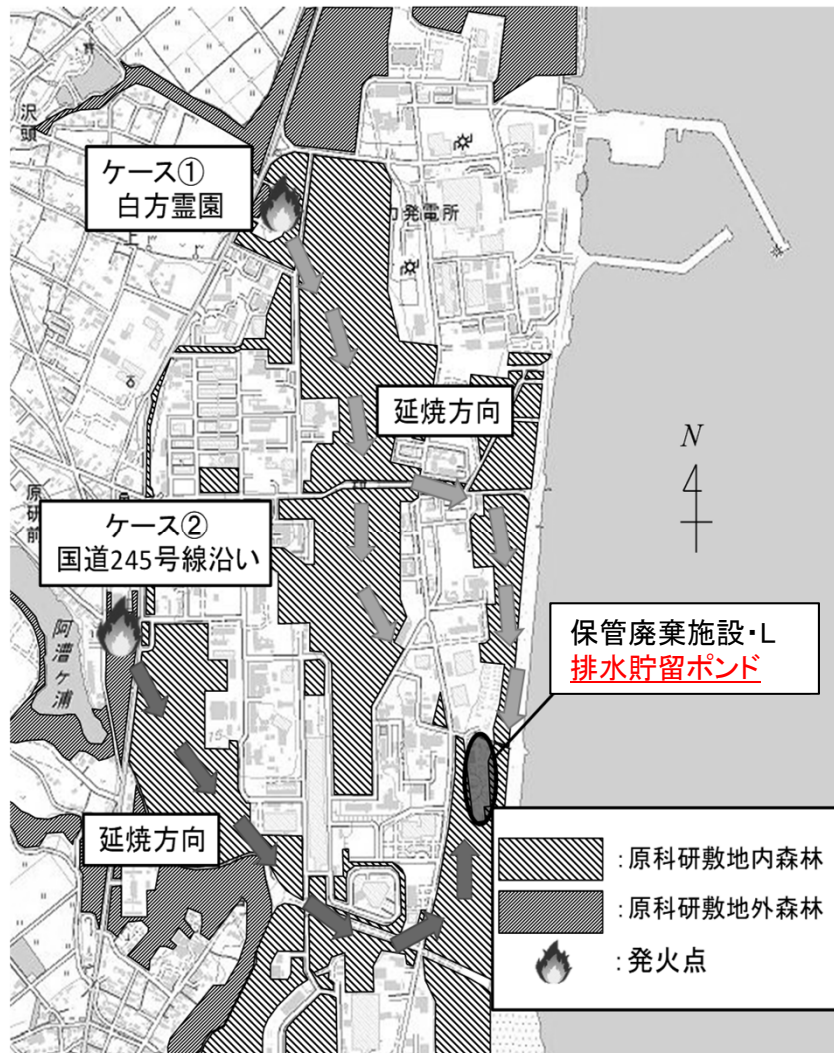 沢頭
ケース①
白方霊園
力発電所
延焼方向
N
原研前
ケース②
国道245号線沿い
阿漕ヶ浦
保管廃棄施設・L
排水貯留ポンド
15
延焼方向
：原科研敷地内森林
：原科研敷地外森林
：発火点